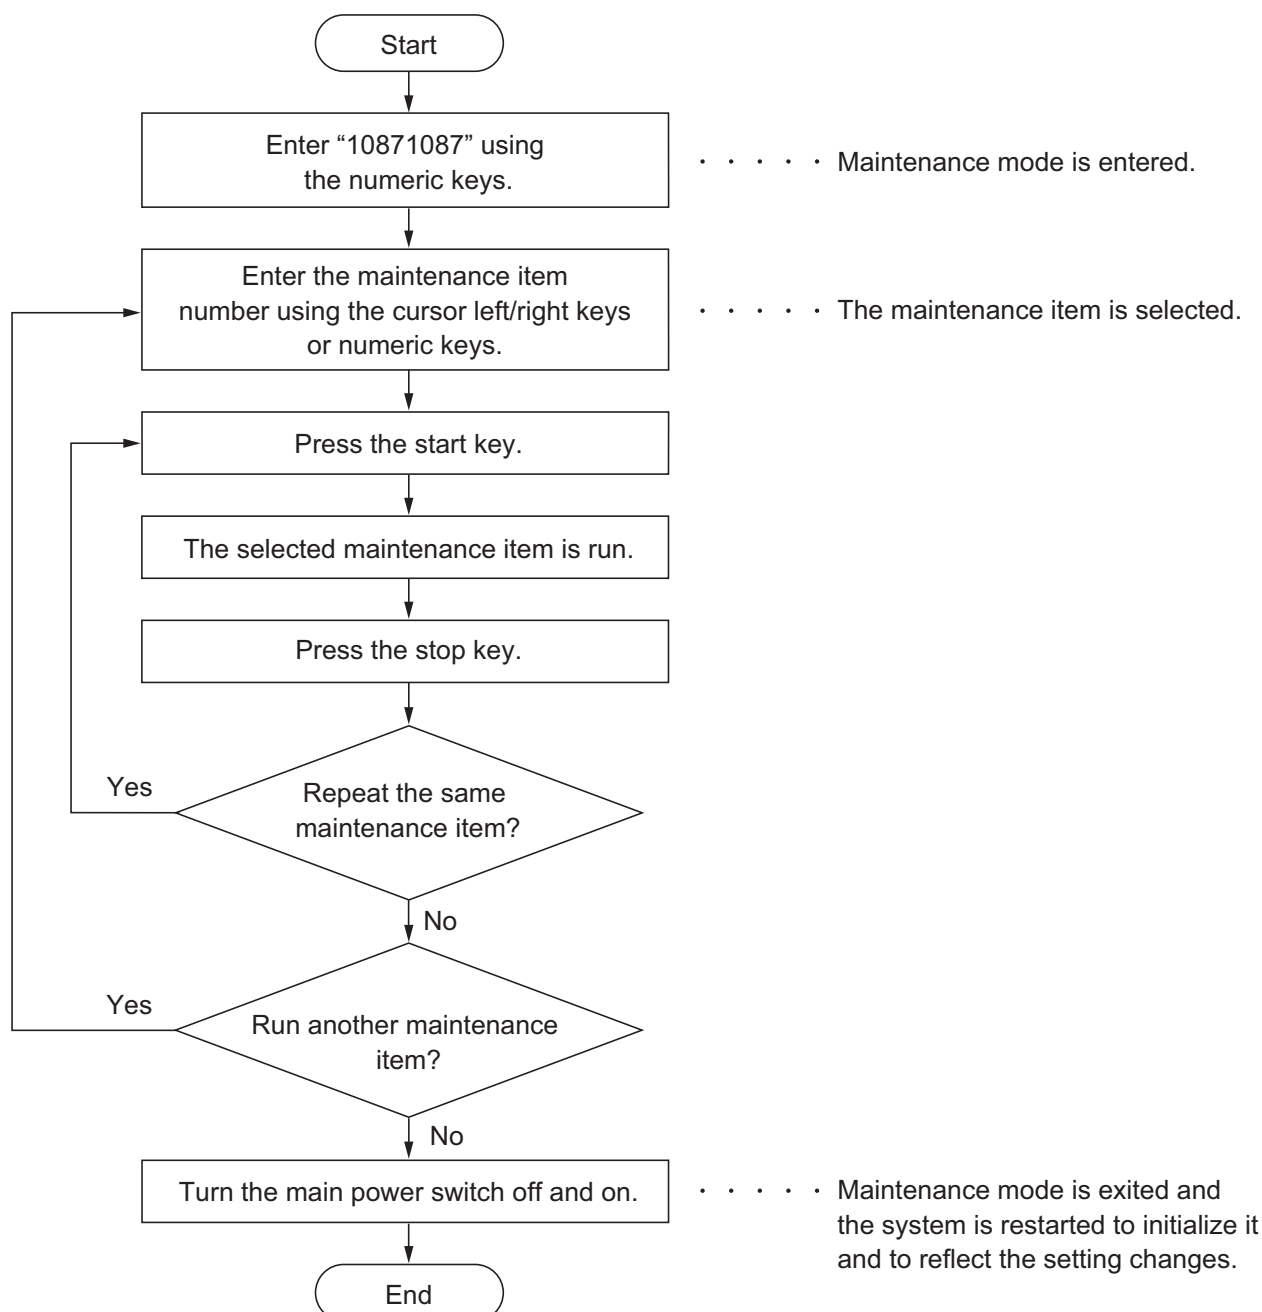 Start
Enter “10871087” using
the numeric keys.
· · · · · Maintenance mode is entered.
Enter the maintenance item
number using the cursor left/right keys
or numeric keys.
· · · · · The maintenance item is selected.
Press the start key.
The selected maintenance item is run.
Press the stop key.
Yes
Repeat the same
maintenance item?
No
Yes
Run another maintenance
item?
No
Turn the main power switch off and on.
· · · · · Maintenance mode is exited and
the system is restarted to initialize it
and to reflect the setting changes.
End